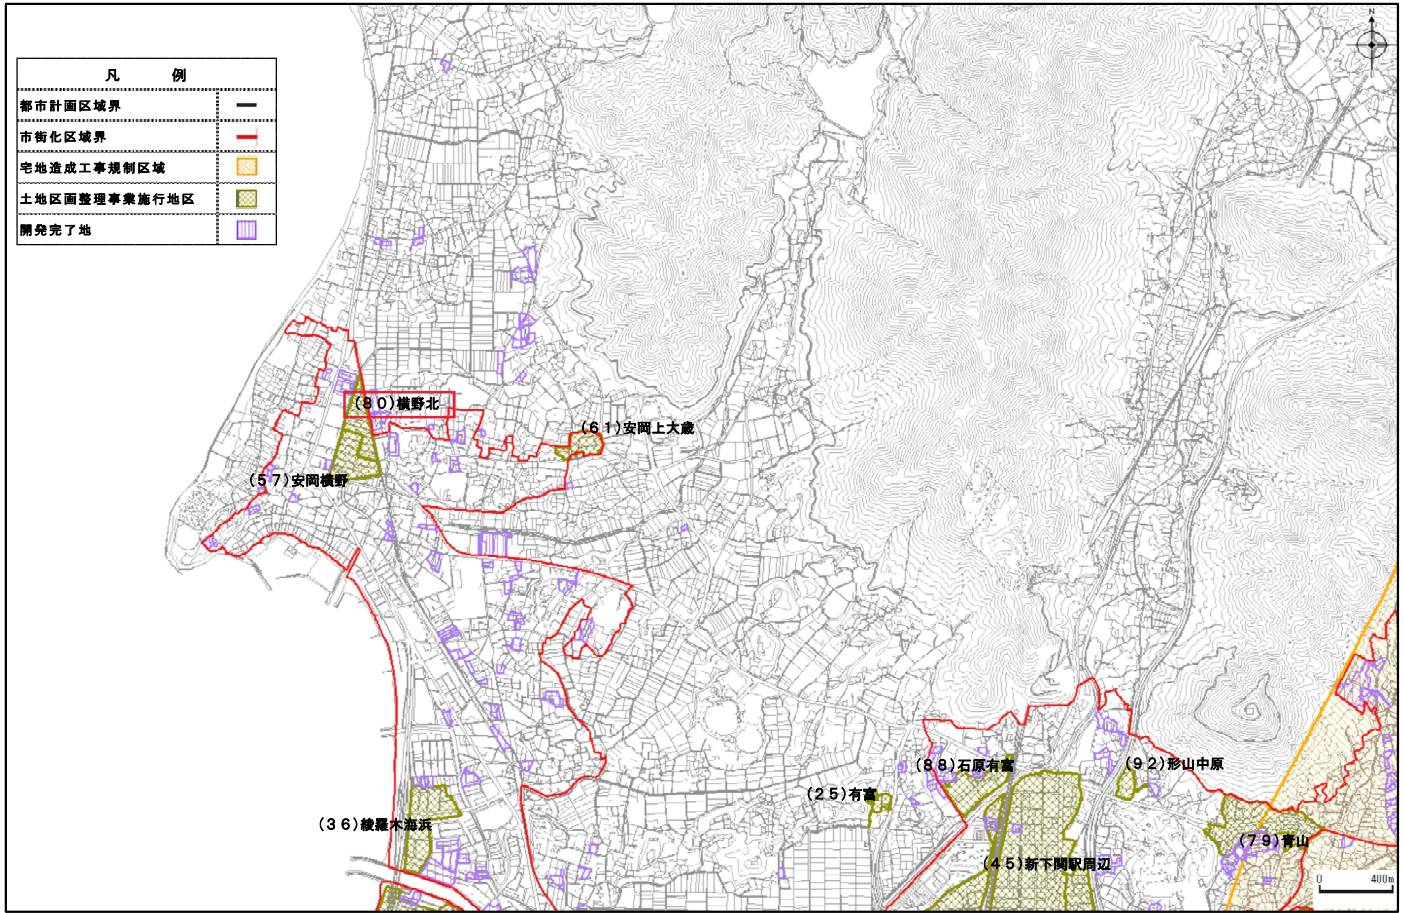 N
凡 例
都市計画区域界
市街化区域界
宅地造成工事規制区域
土地区画整理事業施行地区
開発完了地
(80)横野北
(61)安岡上大蔵
(57)安岡横野
(88)石原有富
(92)形山中原
(25)有富
(36)綾羅木海浜
(79)青山
(45)新下関駅周辺
0 400m